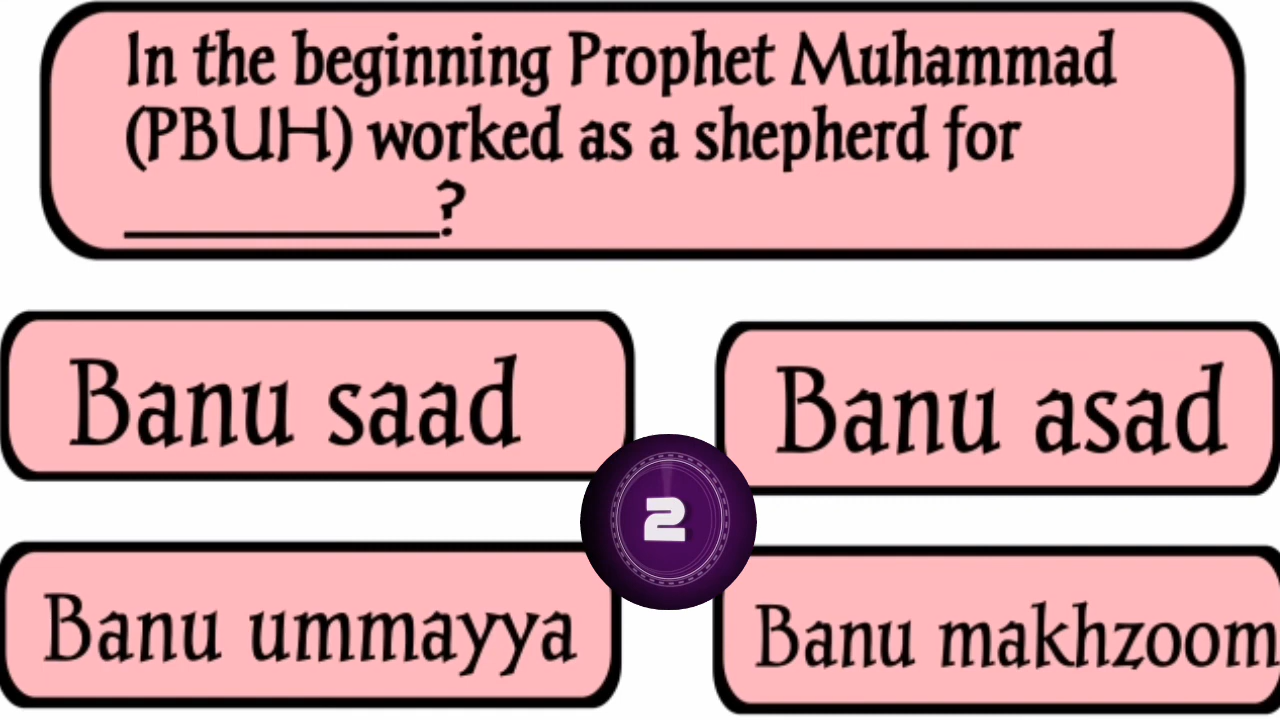 In the beginning Prophet Muhammad
(PBUH) worked as a shepherd for
__________?
Banu saad
Banu asad
2
Banu ummayya
Banu makhzoom